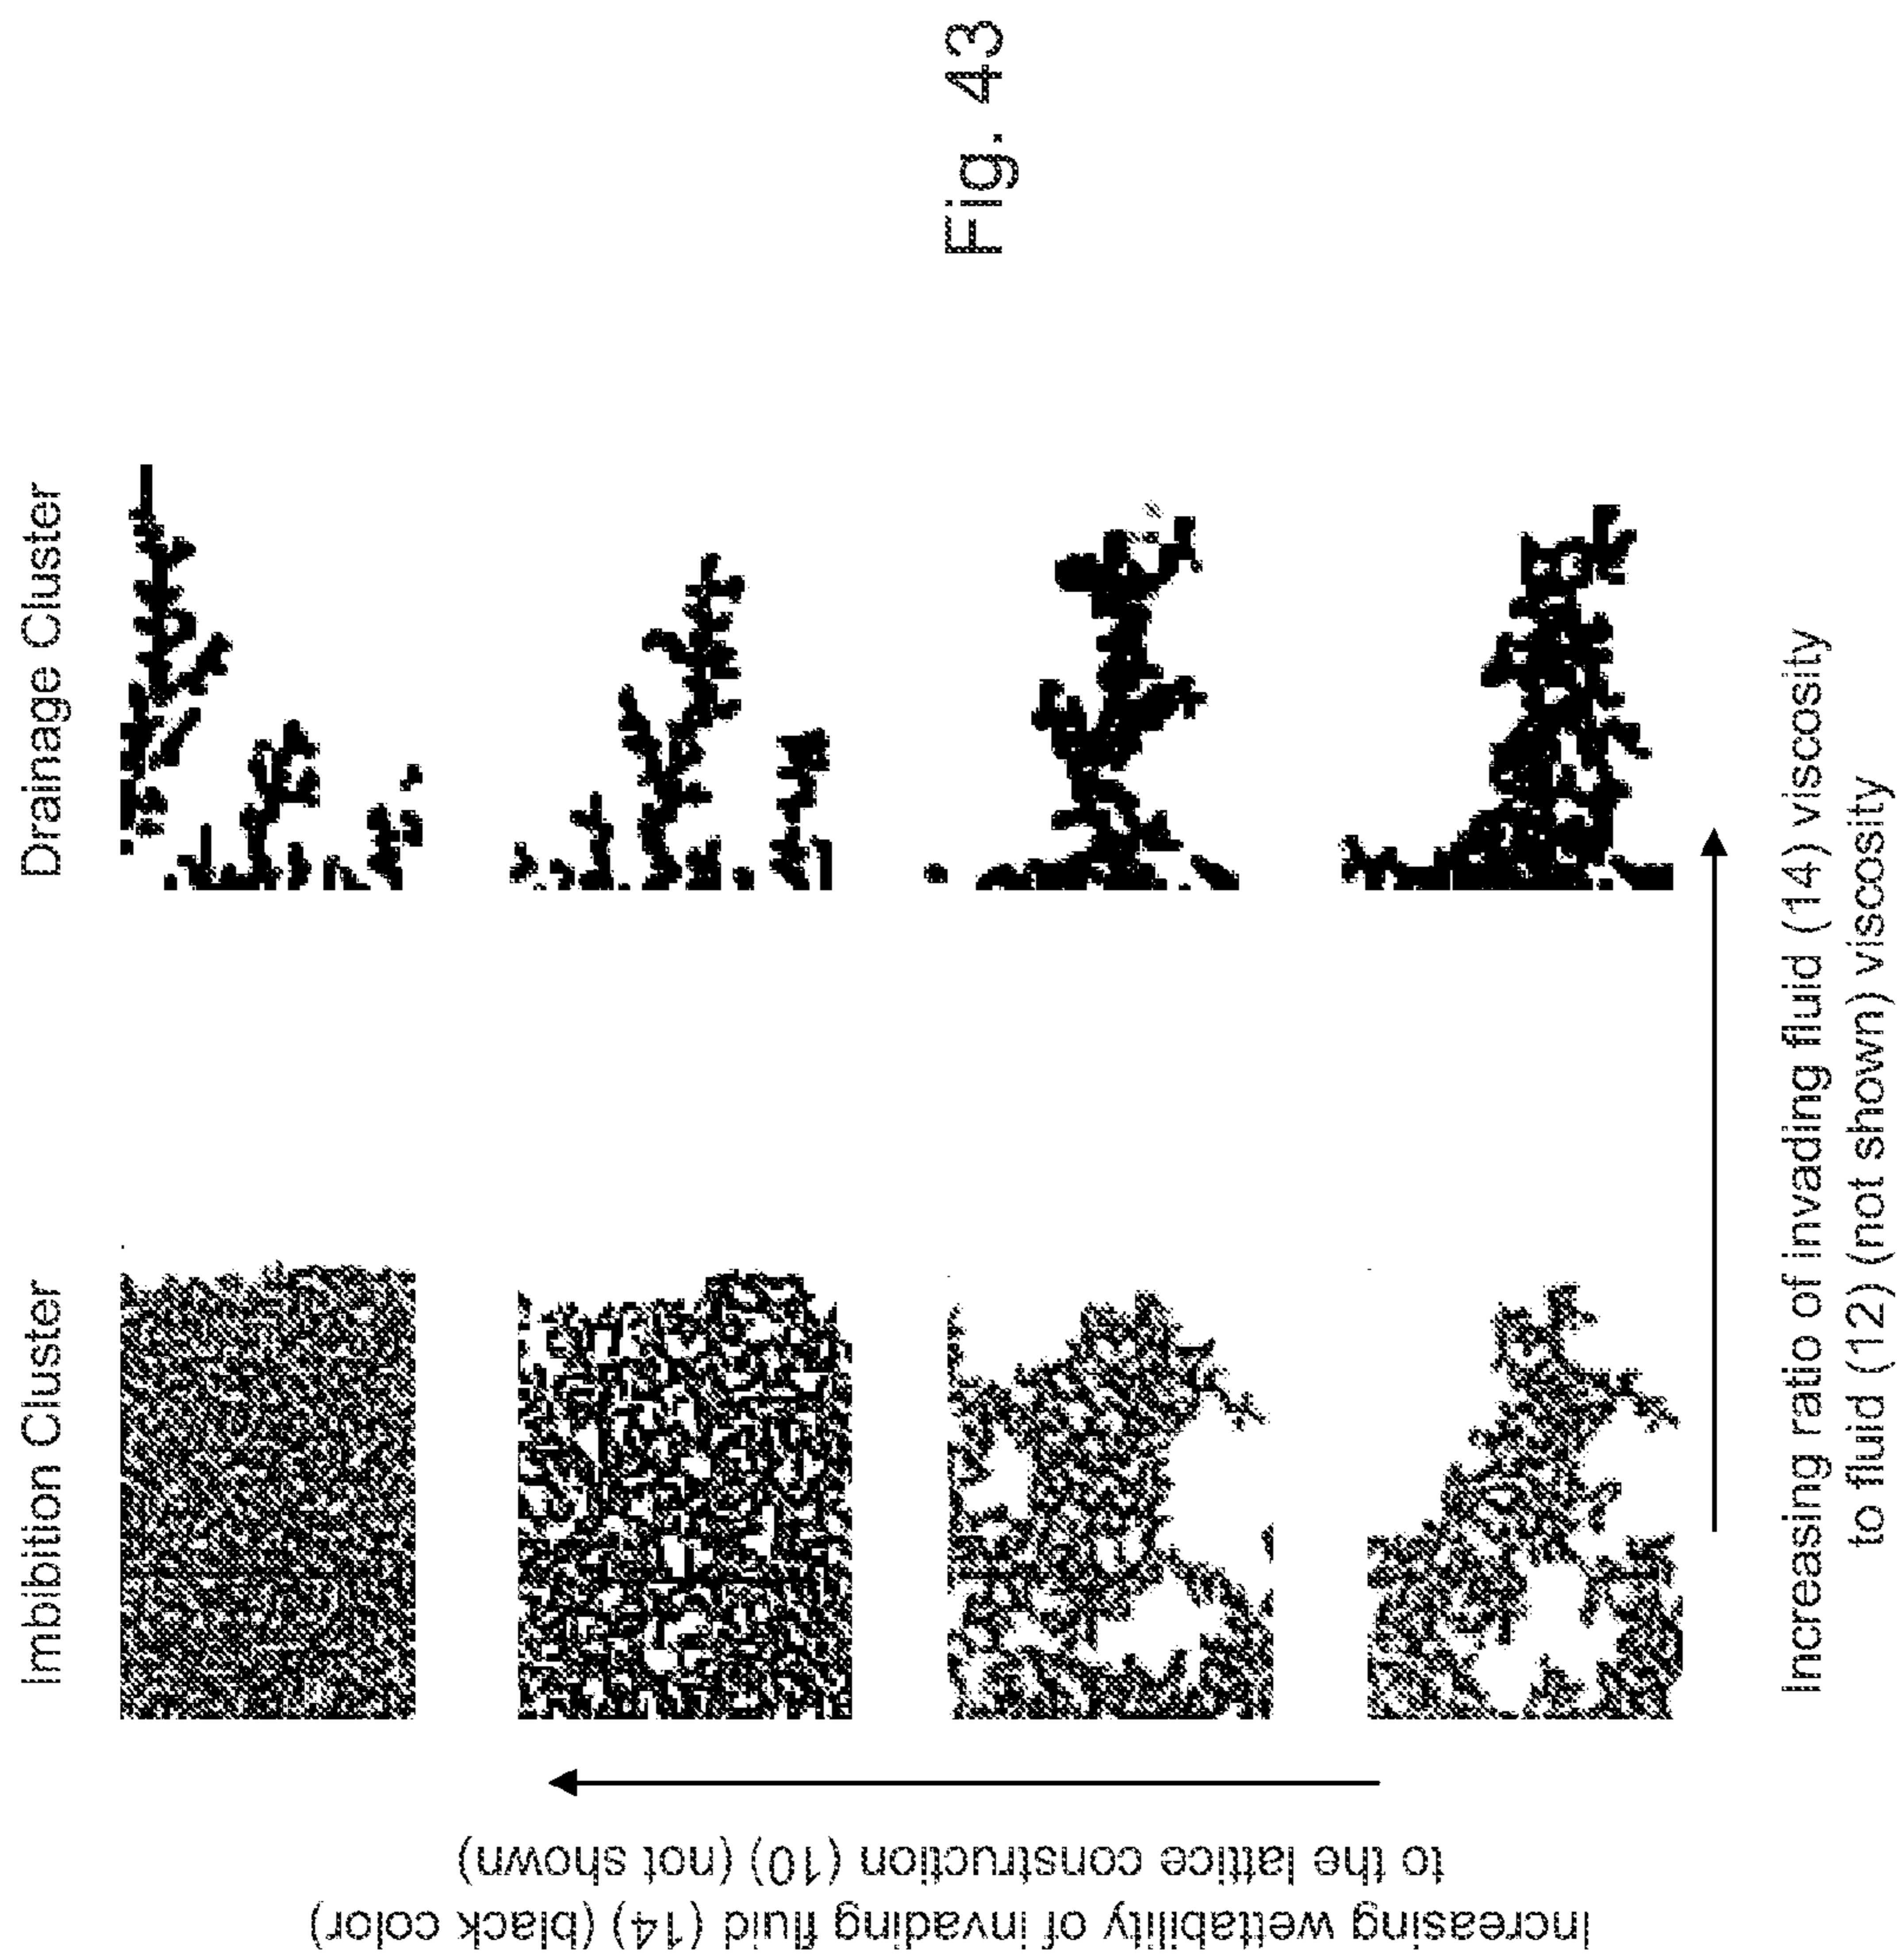 Imbibition Cluster
Drainage Cluster
Increasing wettability of invading fluid (14) (black color)
to the lattice construction (10) (not shown)
Increasing ratio of invading fluid (14) viscosity
to fluid (12) (not shown) viscosity
Fig. 43